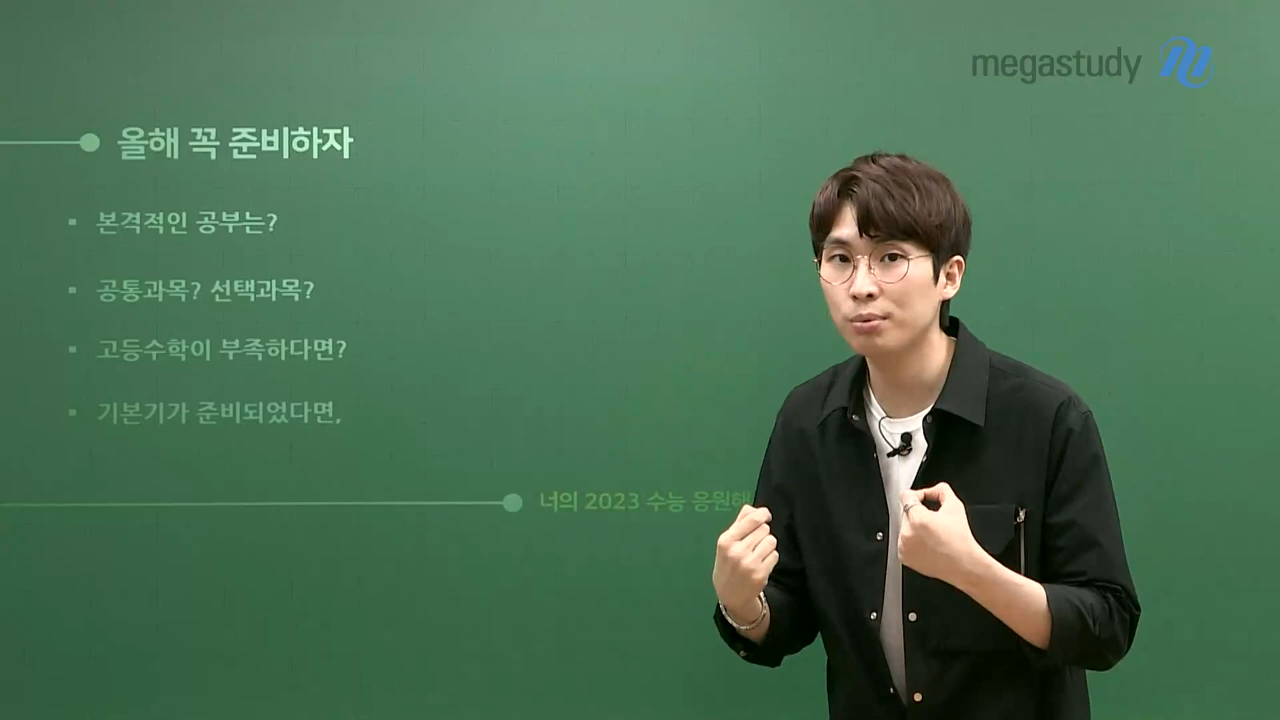 megastudy
올해 꼭 준비하자
본격적인 공부는?
공통과목? 선택과목?
고등수학이 부족하다면?
기본기가 준비되었다면,
너의 2023 수능 응원해